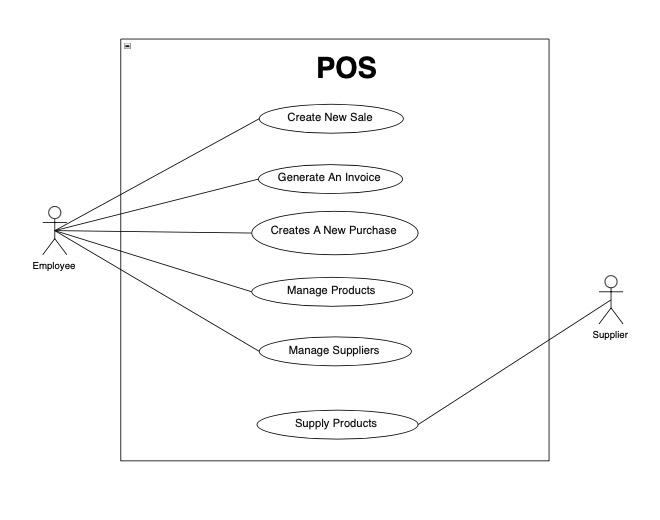 POS
Create New Sale
Generate An Invoice
Creates A New Purchase
Employee
Manage Products
Supplier
Manage Suppliers
Supply Products